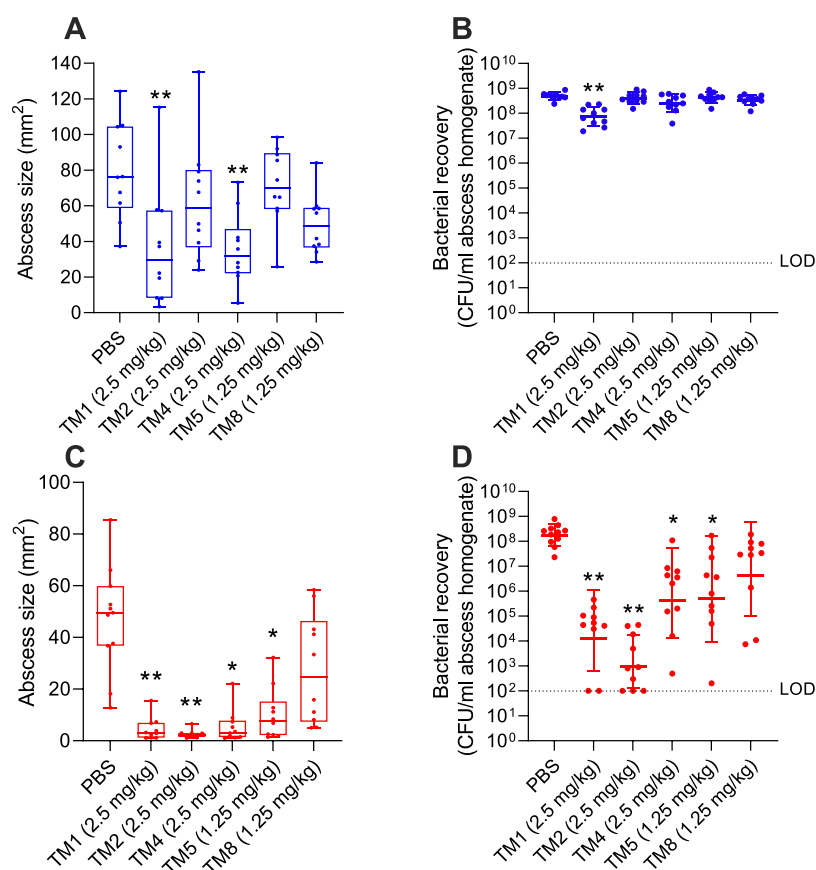 A
Abscess size (mm²)
140
120
100
80
60
40
20
0
**
**
PBS
TM1 (2.5 mg/kg)
TM2 (2.5 mg/kg)
TM4 (2.5 mg/kg)
TM5 (1.25 mg/kg)
TM8 (1.25 mg/kg)
B
Bacterial recovery
(CFU/ml abscess homogenate)
10¹⁰
10⁹
10⁸
10⁷
10⁶
10⁵
10⁴
10³
10²
10¹
10⁰
**
LOD
PBS
TM1 (2.5 mg/kg)
TM2 (2.5 mg/kg)
TM4 (2.5 mg/kg)
TM5 (1.25 mg/kg)
TM8 (1.25 mg/kg)
C
Abscess size (mm²)
100
80
60
40
20
0
**
**
*
*
PBS
TM1 (2.5 mg/kg)
TM2 (2.5 mg/kg)
TM4 (2.5 mg/kg)
TM5 (1.25 mg/kg)
TM8 (1.25 mg/kg)
D
Bacterial recovery
(CFU/ml abscess homogenate)
10¹⁰
10⁹
10⁸
10⁷
10⁶
10⁵
10⁴
10³
10²
10¹
10⁰
**
**
*
*
LOD
PBS
TM1 (2.5 mg/kg)
TM2 (2.5 mg/kg)
TM4 (2.5 mg/kg)
TM5 (1.25 mg/kg)
TM8 (1.25 mg/kg)